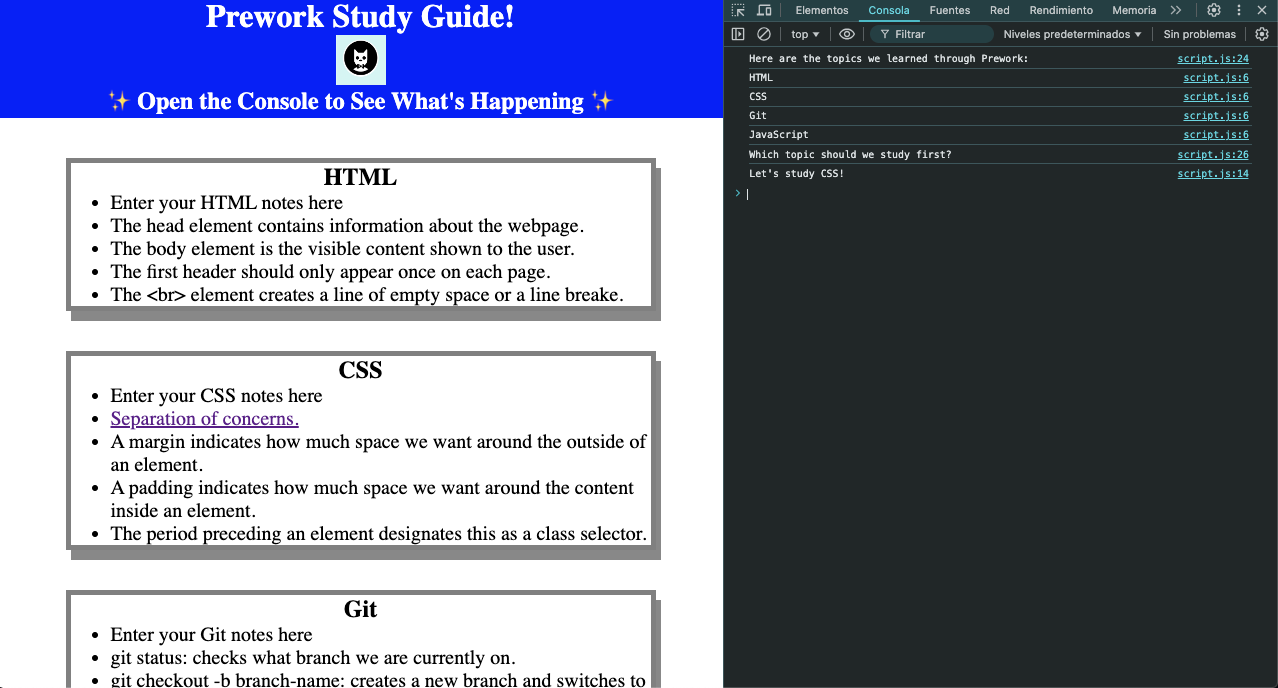 Prework Study Guide!
✨ Open the Console to See What's Happening ✨
HTML
• Enter your HTML notes here
• The head element contains information about the webpage.
• The body element is the visible content shown to the user.
• The first header should only appear once on each page.
• The <br> element creates a line of empty space or a line breake.
CSS
• Enter your CSS notes here
• Separation of concerns.
• A margin indicates how much space we want around the outside of
an element.
• A padding indicates how much space we want around the content
inside an element.
• The period preceding an element designates this as a class selector.
Git
• Enter your Git notes here
• git status: checks what branch we are currently on.
• git checkout -b branch-name: creates a new branch and switches to
Elementos Consola Fuentes Red Rendimiento Memoria
top Filtrar Niveles predeterminados Sin problemas
Here are the topics we learned through Prework: script.js:24
HTML script.js:6
CSS script.js:6
Git script.js:6
JavaScript script.js:6
Which topic should we study first? script.js:26
Let's study CSS! script.js:14